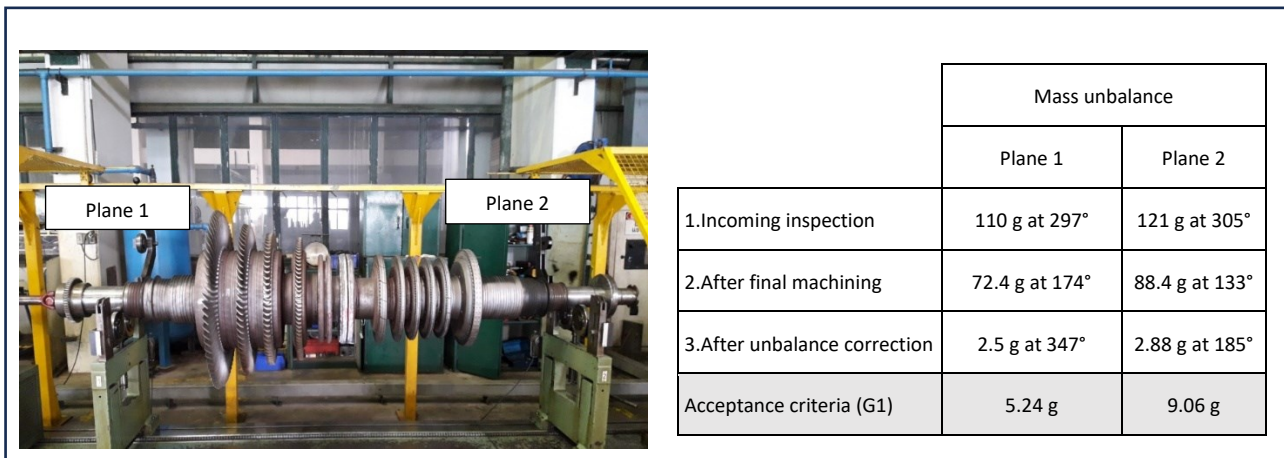 Plane 1
Plane 2
Mass unbalance
Plane 1 Plane 2
1.Incoming inspection 110 g at 297° 121 g at 305°
2.After final machining 72.4 g at 174° 88.4 g at 133°
3.After unbalance correction 2.5 g at 347° 2.88 g at 185°
Acceptance criteria (G1) 5.24 g 9.06 g